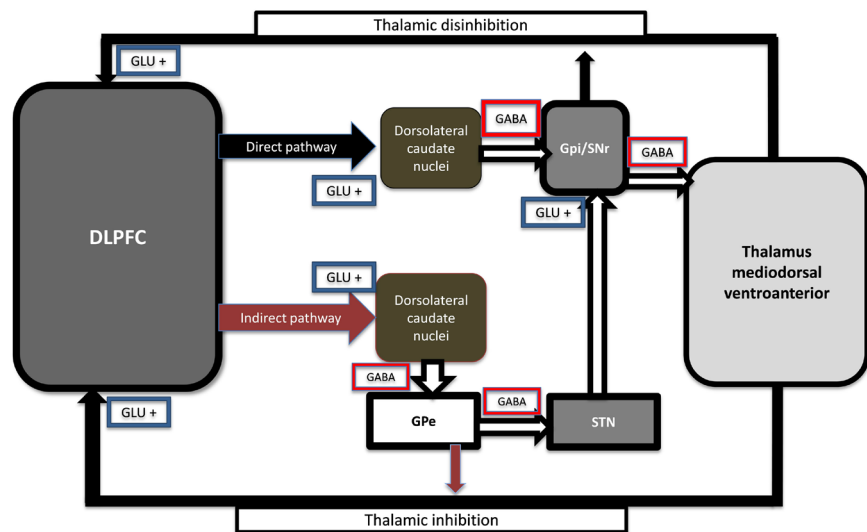 Thalamic disinhibition
GLU +
Direct pathway
GLU +
Dorsolateral
caudate
nuclei
GABA
Gpi/SNr
GABA
GLU +
DLPFC
Thalamus
mediodorsal
ventroanterior
GLU +
Indirect pathway
Dorsolateral
caudate
nuclei
GABA
GPe
GABA
STN
GLU +
Thalamic inhibition